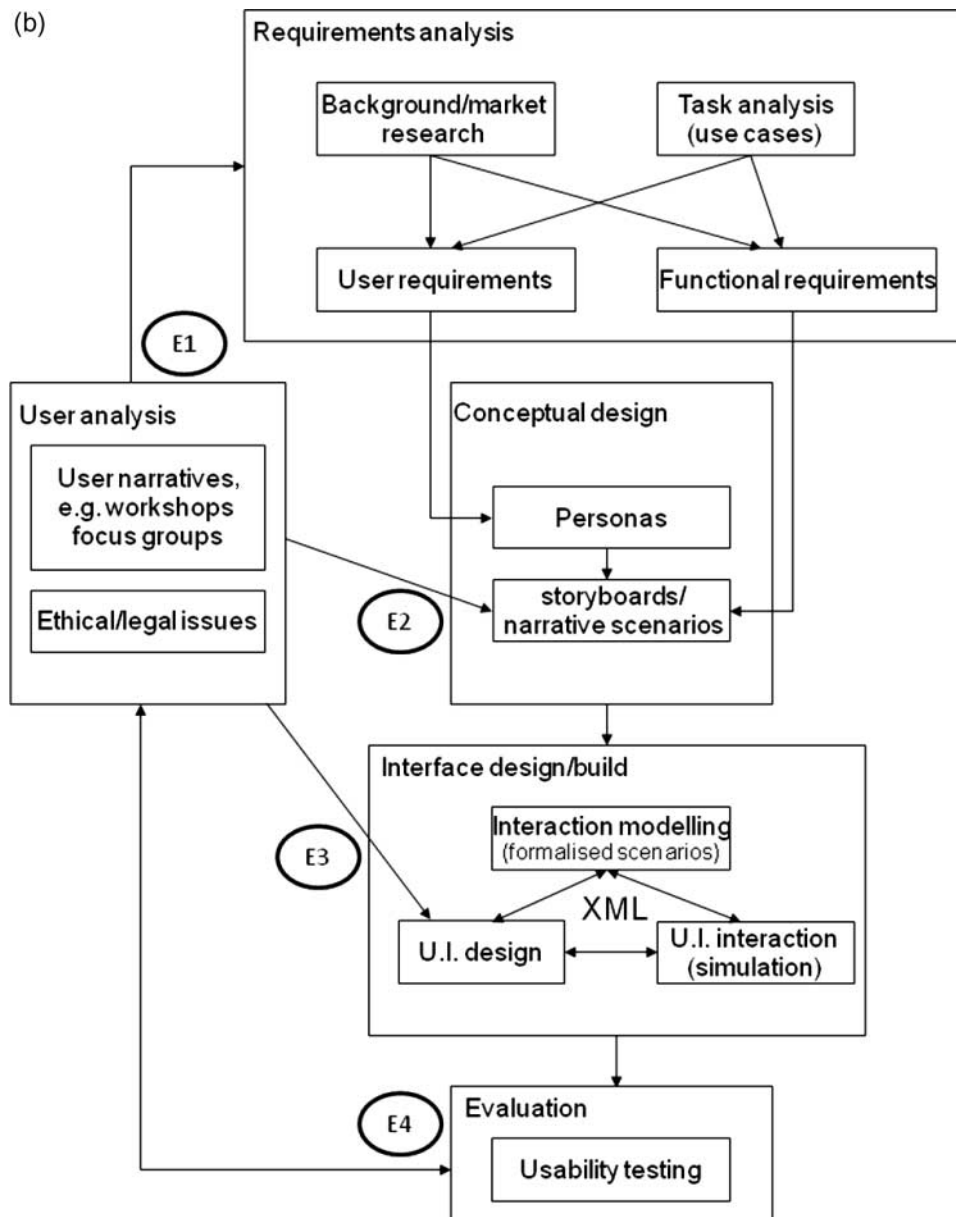 (b)
Requirements analysis
Background/market
research
Task analysis
(use cases)
User requirements
Functional requirements
E1
User analysis
User narratives,
e.g. workshops
focus groups
Ethical/legal issues
Conceptual design
Personas
storyboards/
narrative scenarios
E2
Interface design/build
Interaction modelling
(formalised scenarios)
XML
U.I. design
U.I. interaction
(simulation)
E3
E4
Evaluation
Usability testing